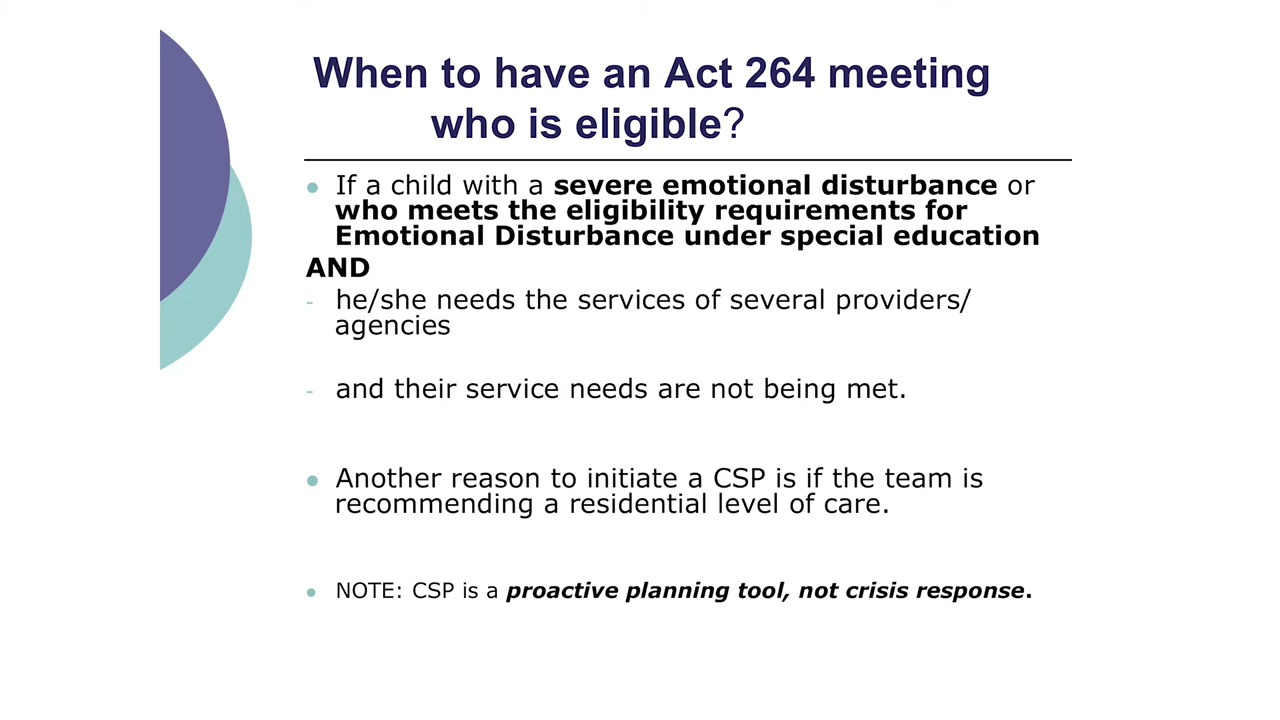 When to have an Act 264 meeting
who is eligible?
If a child with a severe emotional disturbance or
who meets the eligibility requirements for
Emotional Disturbance under special education
AND
- he/she needs the services of several providers/
agencies
- and their service needs are not being met.
Another reason to initiate a CSP is if the team is
recommending a residential level of care.
NOTE: CSP is a proactive planning tool, not crisis response.